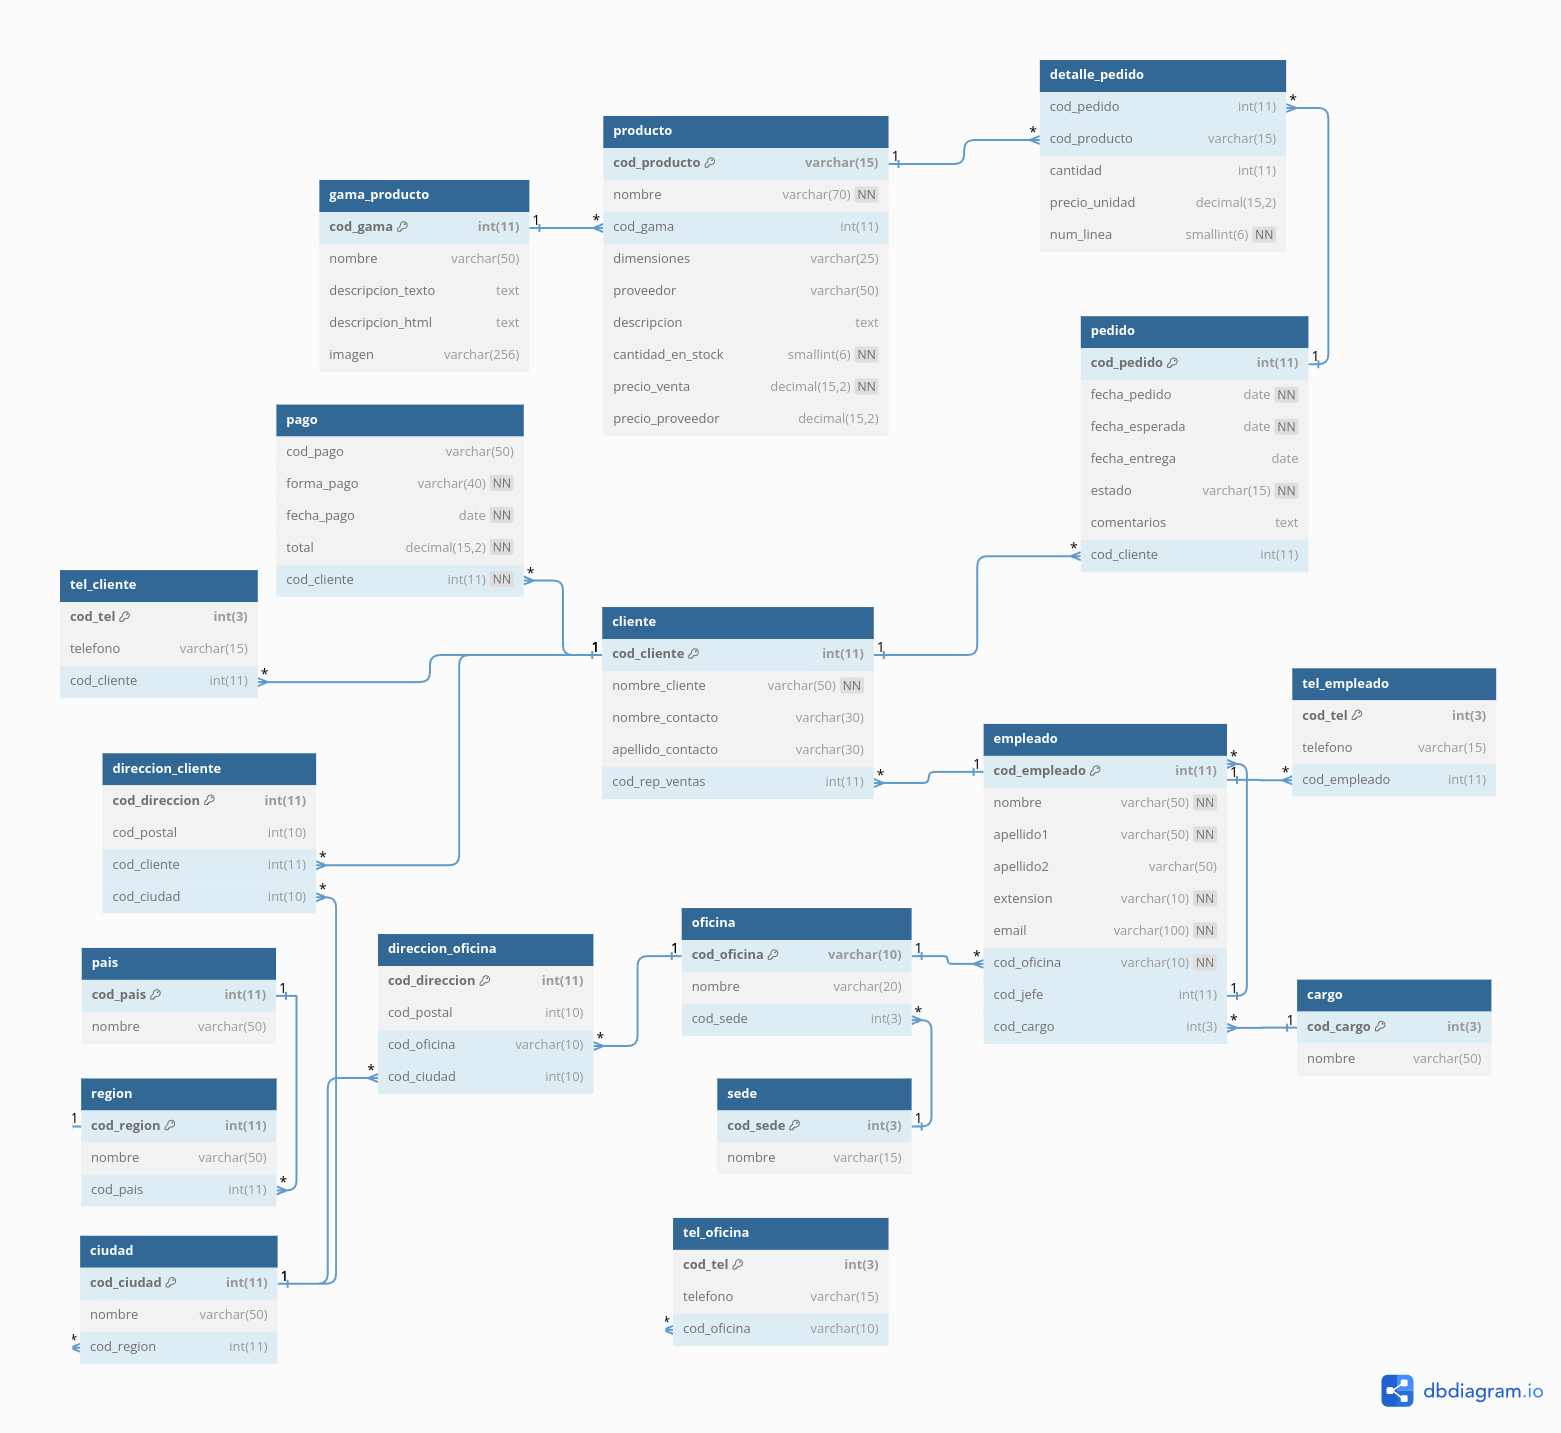 detalle_pedido
cod_pedido int(11)
cod_producto varchar(15)
cantidad int(11)
precio_unidad decimal(15,2)
num_linea smallint(6) NN
producto
cod_producto varchar(15)
nombre varchar(70) NN
cod_gama int(11)
dimensiones varchar(25)
proveedor varchar(50)
descripcion text
cantidad_en_stock smallint(6) NN
precio_venta decimal(15,2) NN
precio_proveedor decimal(15,2)
gama_producto
cod_gama int(11)
nombre varchar(50)
descripcion_texto text
descripcion_html text
imagen varchar(256)
pedido
cod_pedido int(11)
fecha_pedido date NN
fecha_esperada date NN
fecha_entrega date
estado varchar(15) NN
comentarios text
cod_cliente int(11)
pago
cod_pago varchar(50)
forma_pago varchar(40) NN
fecha_pago date NN
total decimal(15,2) NN
cod_cliente int(11) NN
tel_cliente
cod_tel int(3)
telefono varchar(15)
cod_cliente int(11)
cliente
cod_cliente int(11)
nombre_cliente varchar(50) NN
nombre_contacto varchar(30)
apellido_contacto varchar(30)
cod_rep_ventas int(11)
tel_empleado
cod_tel int(3)
telefono varchar(15)
cod_empleado int(11)
empleado
cod_empleado int(11)
nombre varchar(50) NN
apellido1 varchar(50) NN
apellido2 varchar(50)
extension varchar(10) NN
email varchar(100) NN
cod_oficina varchar(10) NN
cod_jefe int(11)
cod_cargo int(3)
direccion_cliente
cod_direccion int(11)
cod_postal int(10)
cod_cliente int(11)
cod_ciudad int(10)
oficina
cod_oficina varchar(10)
nombre varchar(20)
cod_sede int(3)
direccion_oficina
cod_direccion int(11)
cod_postal int(10)
cod_oficina varchar(10)
cod_ciudad int(10)
pais
cod_pais int(11)
nombre varchar(50)
cargo
cod_cargo int(3)
nombre varchar(50)
region
cod_region int(11)
nombre varchar(50)
cod_pais int(11)
sede
cod_sede int(3)
nombre varchar(15)
tel_oficina
cod_tel int(3)
telefono varchar(15)
cod_oficina varchar(10)
ciudad
cod_ciudad int(11)
nombre varchar(50)
cod_region int(11)
dbdiagram.io